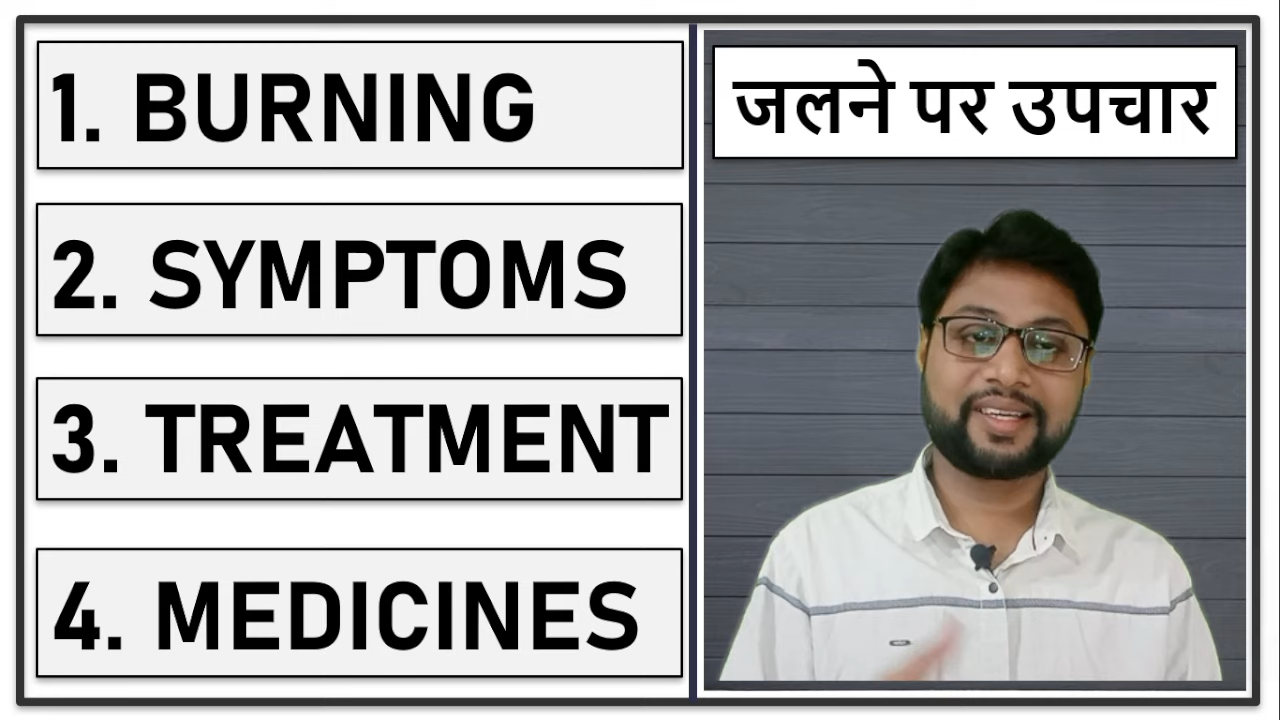 1. BURNING
2. SYMPTOMS
3. TREATMENT
4. MEDICINES
जलने पर उपचार